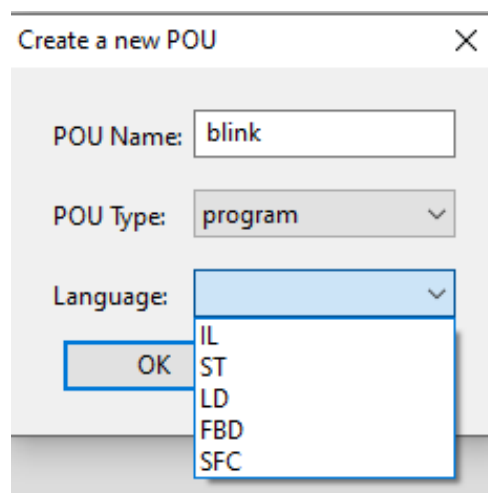 Create a new POU
POU Name: blink
POU Type: program
Language:
IL
OK
ST
LD
FBD
SFC